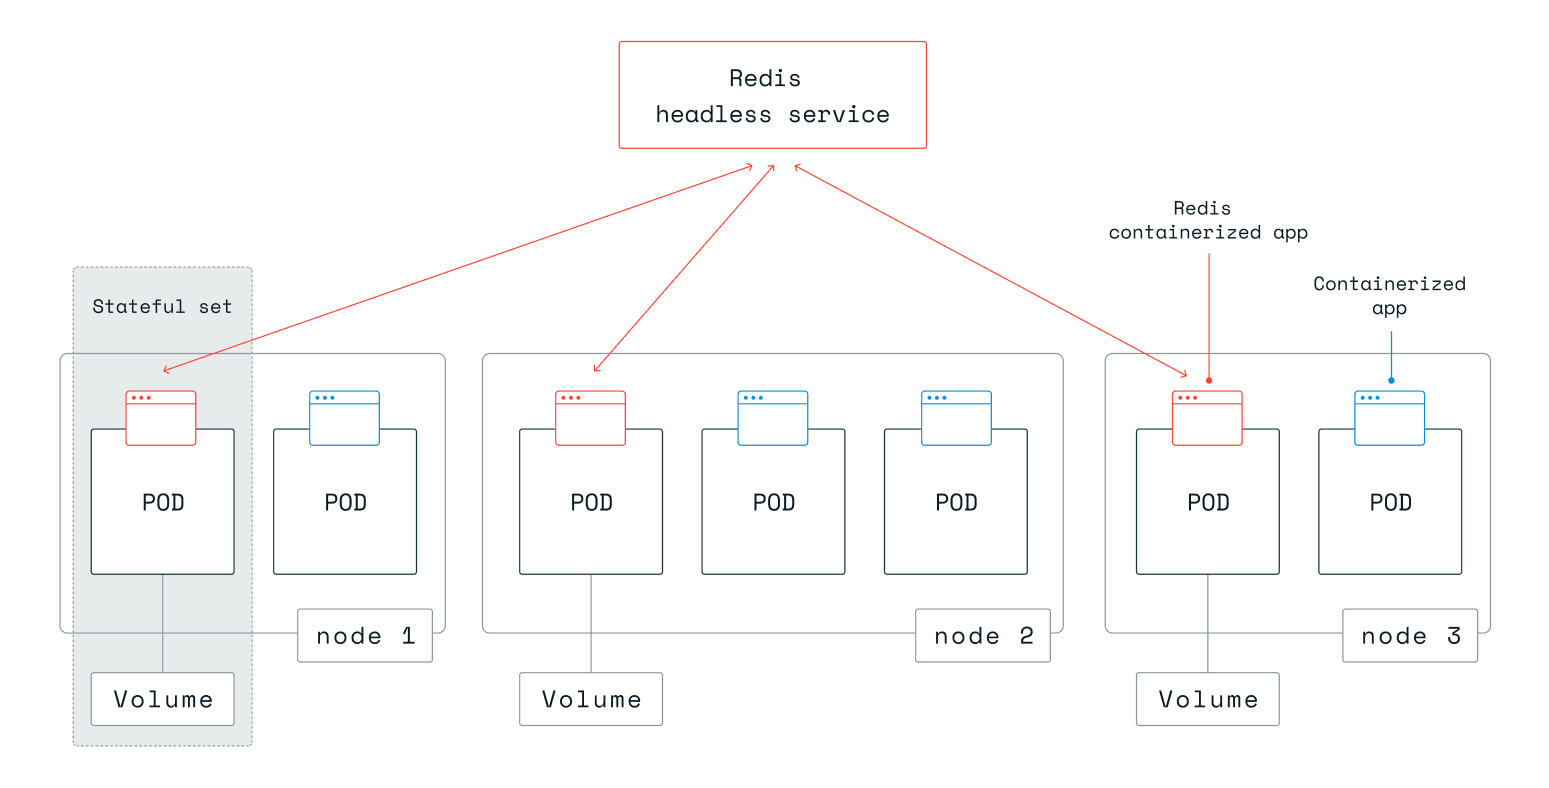 Redis
headless service
Redis
containerized app
Containerized
app
Stateful set
POD
POD
POD
POD
POD
POD
POD
node 1
node 2
node 3
Volume
Volume
Volume